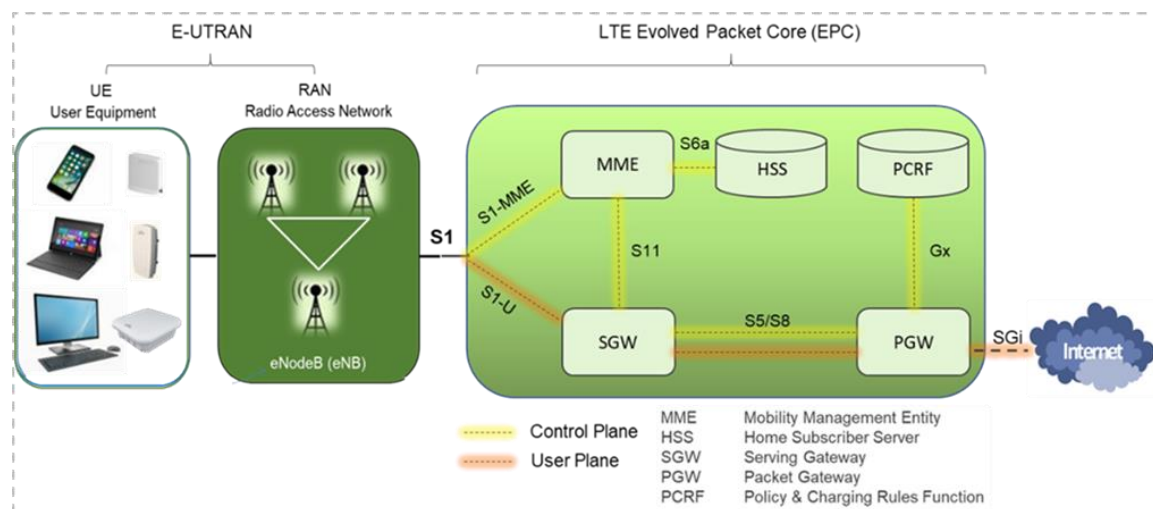 E-UTRAN
LTE Evolved Packet Core (EPC)
UE
User Equipment
RAN
Radio Access Network
eNodeB (eNB)
S1
S1-MME
S1-U
MME
S6a
HSS
PCRF
S11
Gx
SGW
S5/S8
PGW
SGi
Internet
Control Plane
User Plane
MME Mobility Management Entity
HSS Home Subscriber Server
SGW Serving Gateway
PGW Packet Gateway
PCRF Policy & Charging Rules Function